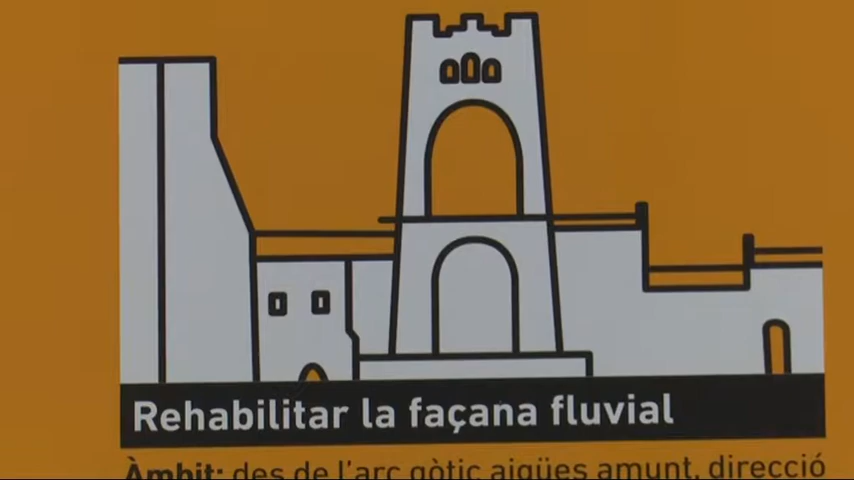 Rehabilitar la façana fluvial
Àmbit: des de l'arc gòtic aigües amunt, direcció